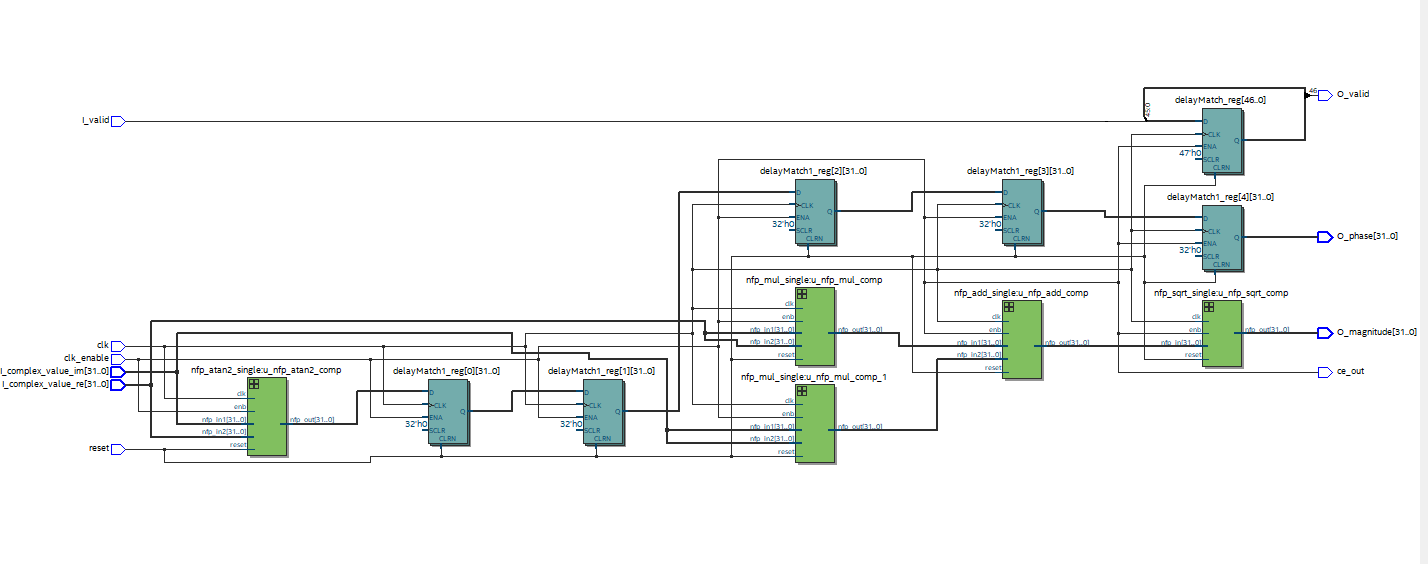 delayMatch_reg[46..0]
46
O_valid
45:0
I_valid
D
CLK
ENA
47'h0
SCLR
CLRN
Q
delayMatch1_reg[2][31..0]
D
CLK
ENA
32'h0
SCLR
CLRN
Q
delayMatch1_reg[3][31..0]
D
CLK
ENA
32'h0
SCLR
CLRN
Q
delayMatch1_reg[4][31..0]
D
CLK
ENA
32'h0
SCLR
CLRN
Q
O_phase[31..0]
nfp_mul_single:u_nfp_mul_comp
clk
enb
nfp_in1[31..0]
nfp_in2[31..0]
reset
nfp_out[31..0]
nfp_add_single:u_nfp_add_comp
clk
enb
nfp_in1[31..0]
nfp_in2[31..0]
reset
nfp_out[31..0]
nfp_sqrt_single:u_nfp_sqrt_comp
clk
enb
nfp_in[31..0]
reset
nfp_out[31..0]
O_magnitude[31..0]
ce_out
clk
clk_enable
I_complex_value_im[31..0]
I_complex_value_re[31..0]
reset
nfp_atan2_single:u_nfp_atan2_comp
clk
enb
nfp_in1[31..0]
nfp_in2[31..0]
reset
nfp_out[31..0]
delayMatch1_reg[0][31..0]
D
CLK
ENA
32'h0
SCLR
CLRN
Q
delayMatch1_reg[1][31..0]
D
CLK
ENA
32'h0
SCLR
CLRN
Q
nfp_mul_single:u_nfp_mul_comp_1
clk
enb
nfp_in1[31..0]
nfp_in2[31..0]
reset
nfp_out[31..0]